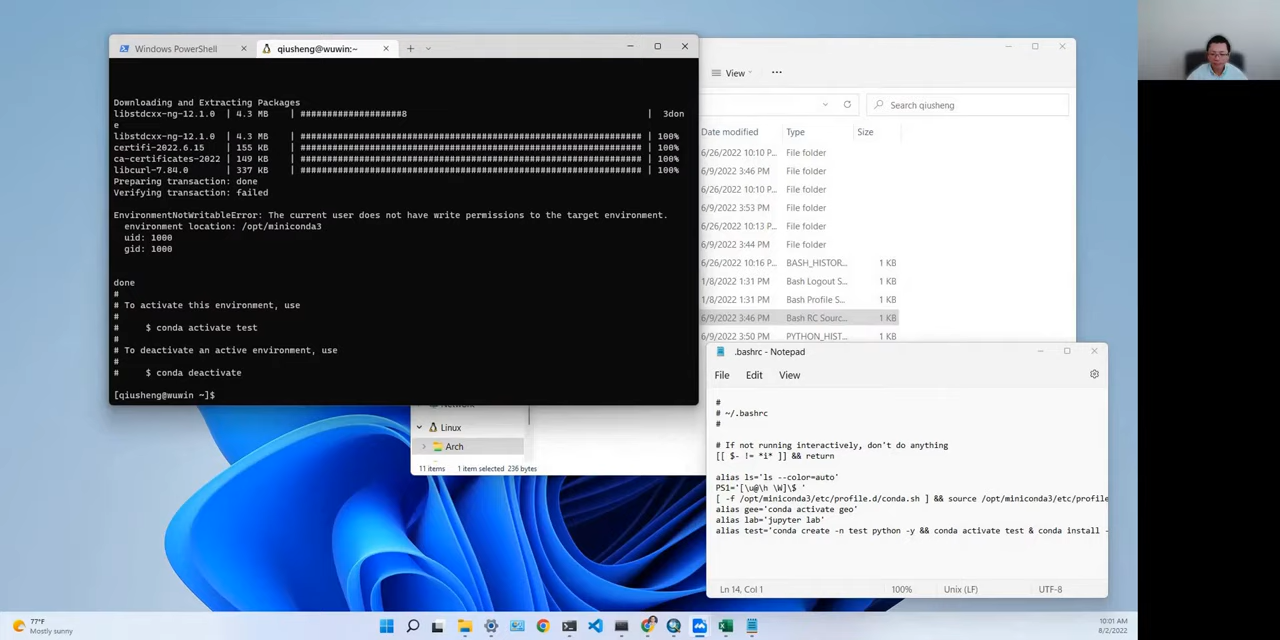 Windows PowerShell
qiusheng@wuwin:~
Downloading and Extracting Packages
libstdcxx-ng-12.1.0 | 4.3 MB | ###################8 | 3don
e
libstdcxx-ng-12.1.0 | 4.3 MB | ################################################################ | 100%
certifi-2022.6.15 | 155 KB | ################################################################ | 100%
ca-certificates-2022 | 149 KB | ################################################################ | 100%
libcurl-7.84.0 | 337 KB | ################################################################ | 100%
Preparing transaction: done
Verifying transaction: failed
EnvironmentNotWritableError: The current user does not have write permissions to the target environment.
environment location: /opt/miniconda3
uid: 1000
gid: 1000
done
#
# To activate this environment, use
#
# $ conda activate test
#
# To deactivate an active environment, use
#
# $ conda deactivate
[qiusheng@wuwin ~]$
View
Search qiusheng
Date modified Type Size
6/26/2022 10:10 P... File folder
6/9/2022 3:46 PM File folder
6/26/2022 10:10 P... File folder
6/9/2022 3:53 PM File folder
6/26/2022 10:13 P... File folder
6/9/2022 3:44 PM File folder
6/26/2022 10:16 P... BASH_HISTOR... 1 KB
1/8/2022 1:31 PM Bash Logout S... 1 KB
1/8/2022 1:31 PM Bash Profile S... 1 KB
6/9/2022 3:46 PM Bash RC Sourc... 1 KB
6/9/2022 3:50 PM PYTHON_HIST... 1 KB
Linux
Arch
11 items 1 item selected 236 bytes
.bashrc - Notepad
File Edit View
#
# ~/.bashrc
#
# If not running interactively, don't do anything
[[ $- != *i* ]] && return
alias ls='ls --color=auto'
PS1='[\u@\h \W]\$ '
[ -f /opt/miniconda3/etc/profile.d/conda.sh ] && source /opt/miniconda3/etc/profile
alias gee='conda activate geo'
alias lab='jupyter lab'
alias test='conda create -n test python -y && conda activate test & conda install -
Ln 14, Col 1 100% Unix (LF) UTF-8
77°F
Mostly sunny
10:01 AM
8/2/2022